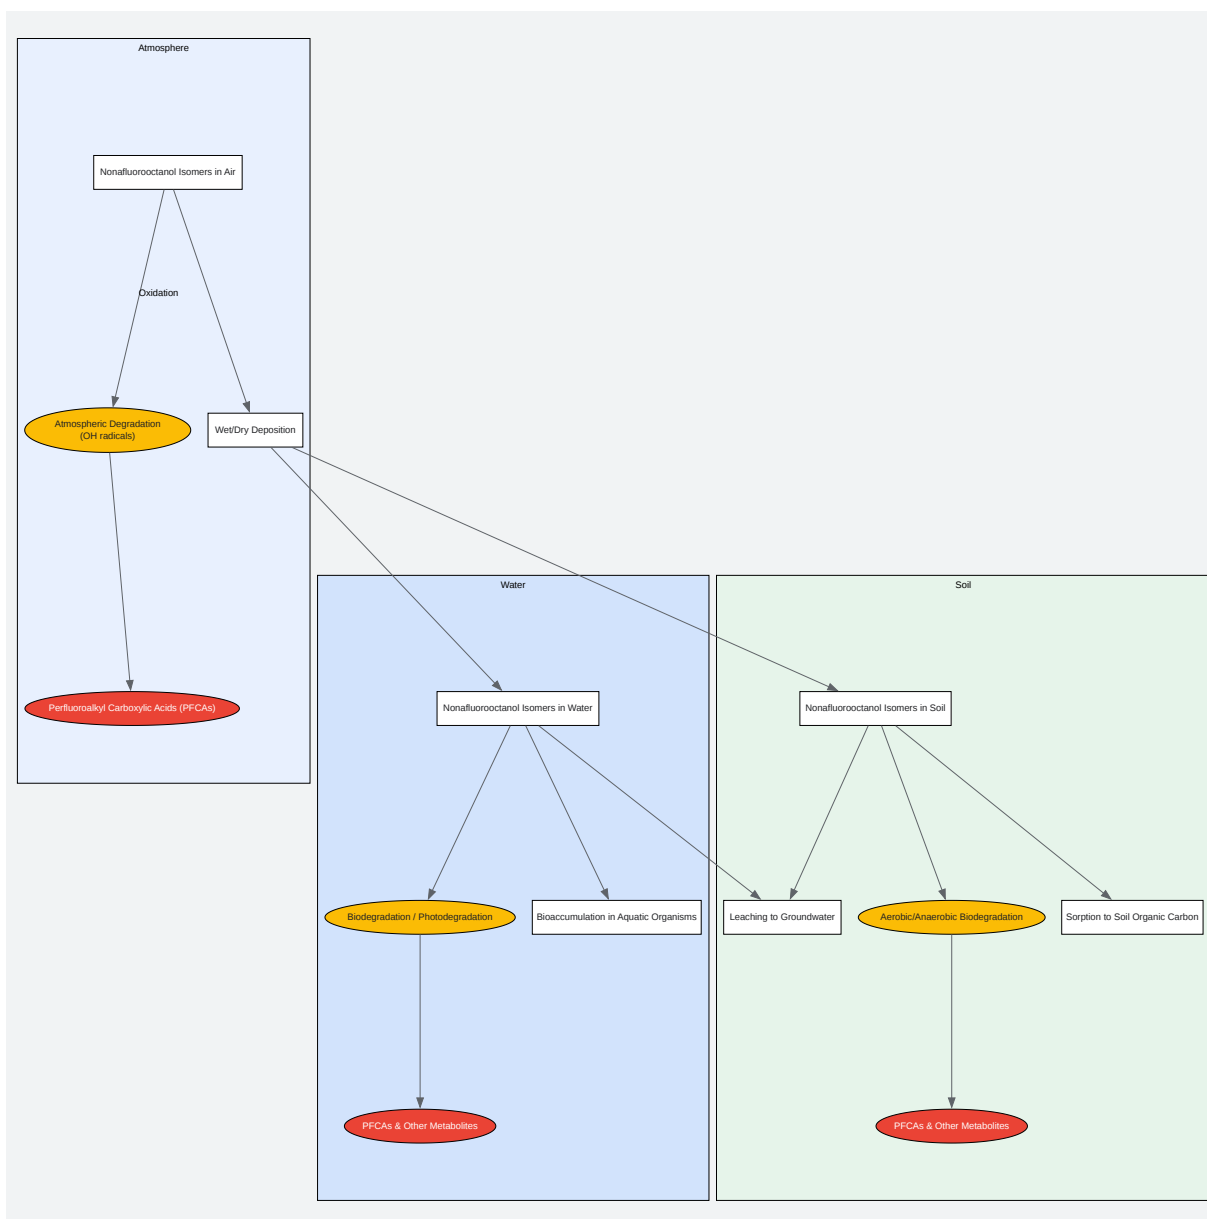 Atmosphere
Nonafluorooctanol Isomers in Air
Oxidation
Atmospheric Degradation
(OH radicals)
Wet/Dry Deposition
Perfluoroalkyl Carboxylic Acids (PFCAs)
Water
Nonafluorooctanol Isomers in Water
Biodegradation / Photodegradation
Bioaccumulation in Aquatic Organisms
PFCAs & Other Metabolites
Soil
Nonafluorooctanol Isomers in Soil
Leaching to Groundwater
Aerobic/Anaerobic Biodegradation
Sorption to Soil Organic Carbon
PFCAs & Other Metabolites